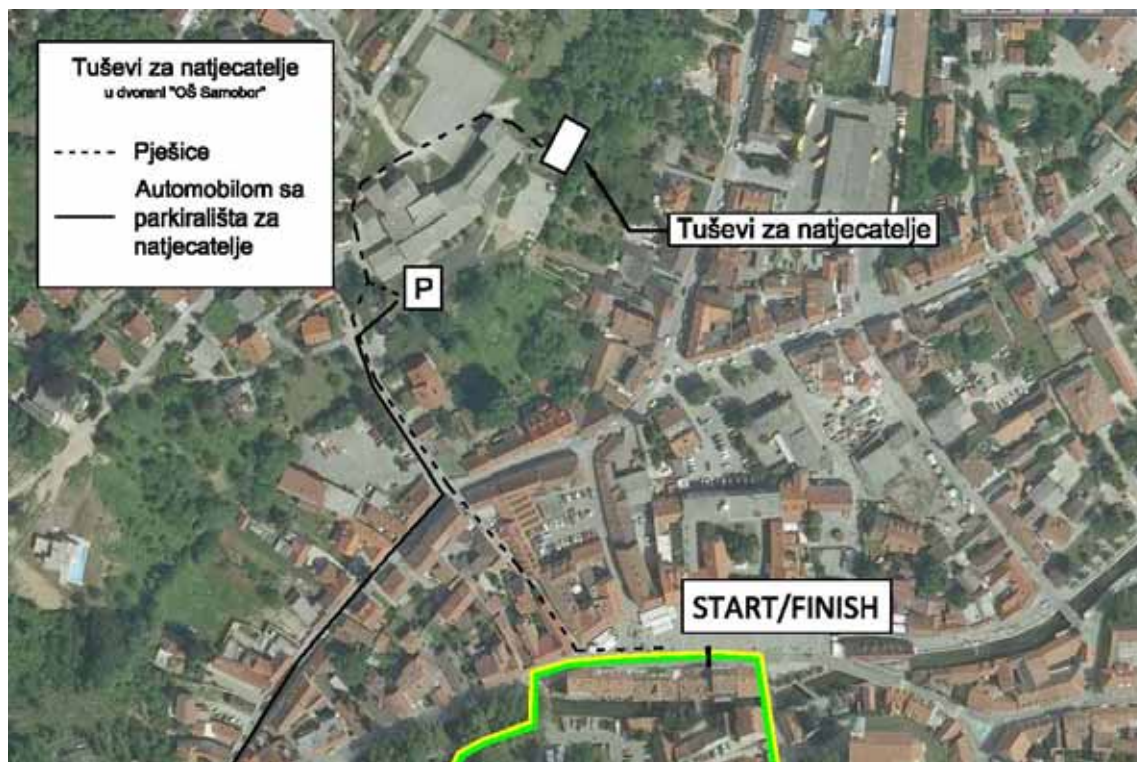 Tuševi za natjecatelje
u dvorani "OŠ Samobor"
Pješice
Automobilom sa
parkirališta za
natjecatelje
Tuševi za natjecatelje
P
START/FINISH